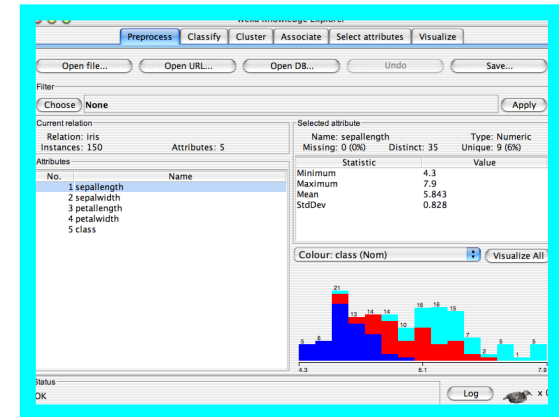 Weka Knowledge Explorer
Preprocess Classify Cluster Associate Select attributes Visualize
Open file... Open URL... Open DB... Undo Save...
Filter
Choose None Apply
Current relation
Relation: iris
Instances: 150 Attributes: 5
Attributes
No. Name
1 sepallength
2 sepalwidth
3 petallength
4 petalwidth
5 class
Selected attribute
Name: sepallength Type: Numeric
Missing: 0 (0%) Distinct: 35 Unique: 9 (6%)
Statistic Value
Minimum 4.3
Maximum 7.9
Mean 5.843
StdDev 0.828
Colour: class (Nom) Visualize All
5 6 21 13 14 14 10 16 16 15 7 2 5 1 5
4.3 6.1 7.9
Status
OK Log x 0